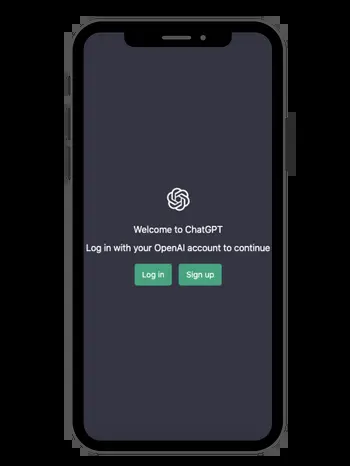 Welcome to ChatGPT
Log in with your OpenAI account to continue
Log in
Sign up